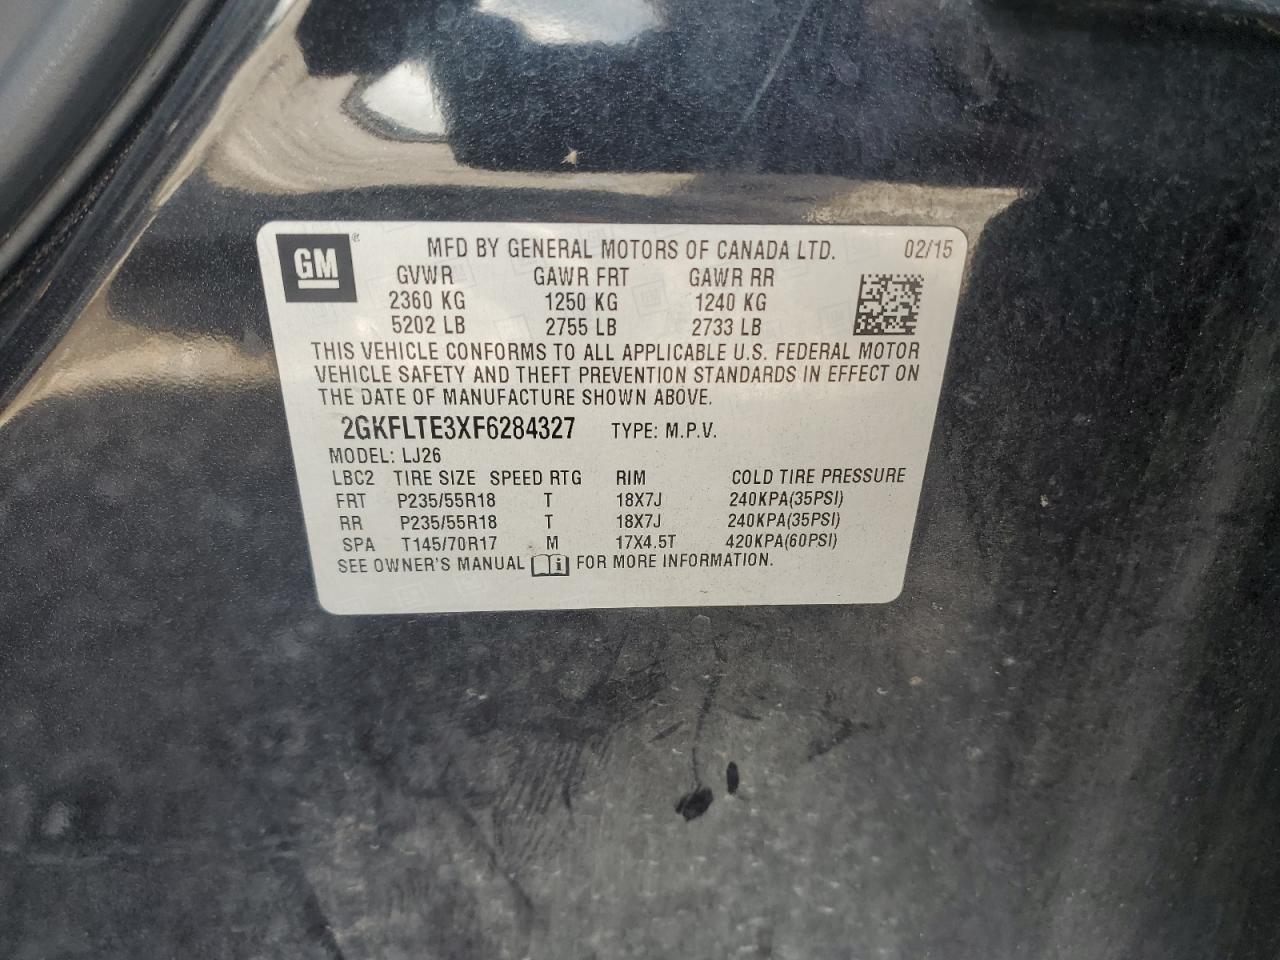 GM ® MFD BY GENERAL MOTORS OF CANADA LTD. 02/15
GVWR GAWR FRT GAWR RR
2360 KG 1250 KG 1240 KG
5202 LB 2755 LB 2733 LB
THIS VEHICLE CONFORMS TO ALL APPLICABLE U.S. FEDERAL MOTOR
VEHICLE SAFETY AND THEFT PREVENTION STANDARDS IN EFFECT ON
THE DATE OF MANUFACTURE SHOWN ABOVE.
2GKFLTE3XF6284327 TYPE: M.P.V.
MODEL: LJ26
LBC2 TIRE SIZE SPEED RTG RIM COLD TIRE PRESSURE
FRT P235/55R18 T 18X7J 240KPA(35PSI)
RR P235/55R18 T 18X7J 240KPA(35PSI)
SPA T145/70R17 M 17X4.5T 420KPA(60PSI)
SEE OWNER'S MANUAL i FOR MORE INFORMATION.